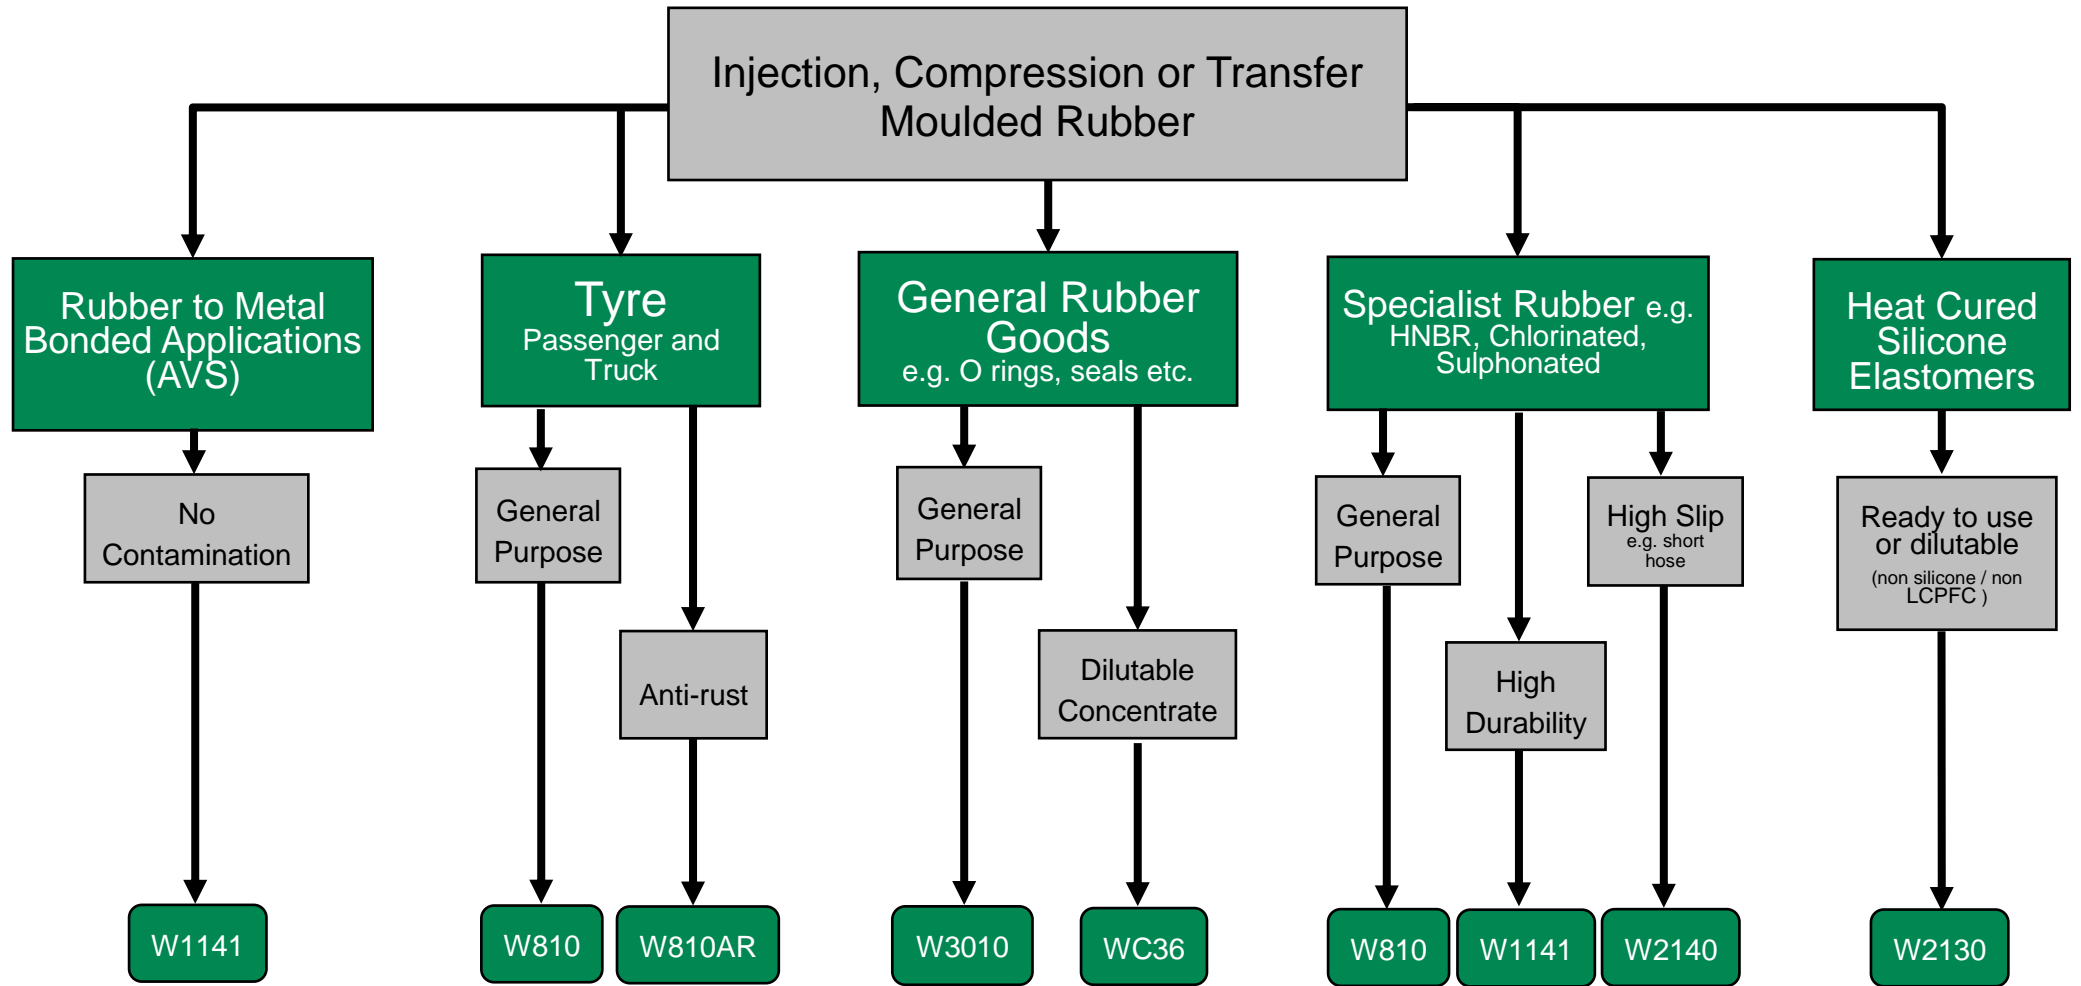 Injection, Compression or Transfer
Moulded Rubber
Rubber to Metal
Bonded Applications
(AVS)
Tyre
Passenger and
Truck
General Rubber
Goods
e.g. O rings, seals etc.
Specialist Rubber e.g.
HNBR, Chlorinated,
Sulphonated
Heat Cured
Silicone
Elastomers
No
Contamination
General
Purpose
Anti-rust
General
Purpose
Dilutable
Concentrate
General
Purpose
High
Durability
High Slip
e.g. short
hose
Ready to use
or dilutable
(non silicone / non
LCPFC )
W1141
W810
W810AR
W3010
WC36
W810
W1141
W2140
W2130